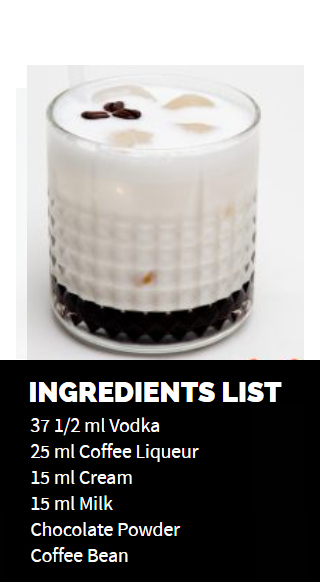 INGREDIENTS LIST
37 1/2 ml Vodka
25 ml Coffee Liqueur
15 ml Cream
15 ml Milk
Chocolate Powder
Coffee Bean